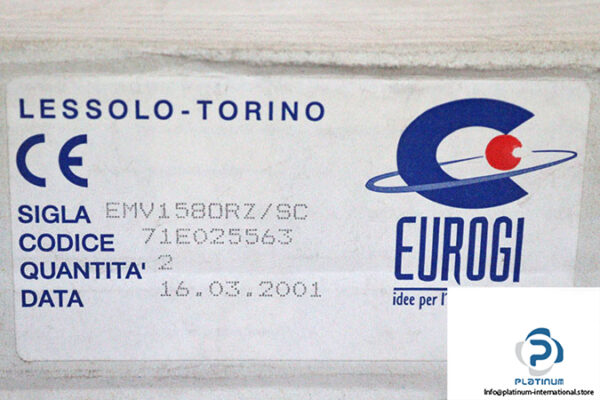 LESSOLO-TORINO
CE
SIGLA EMV1580RZ/SC
CODICE 71E025563
QUANTITA' 2
DATA 16.03.2001
EUROGI
idee per l'
PLATINUM
Info@platinum-international.store